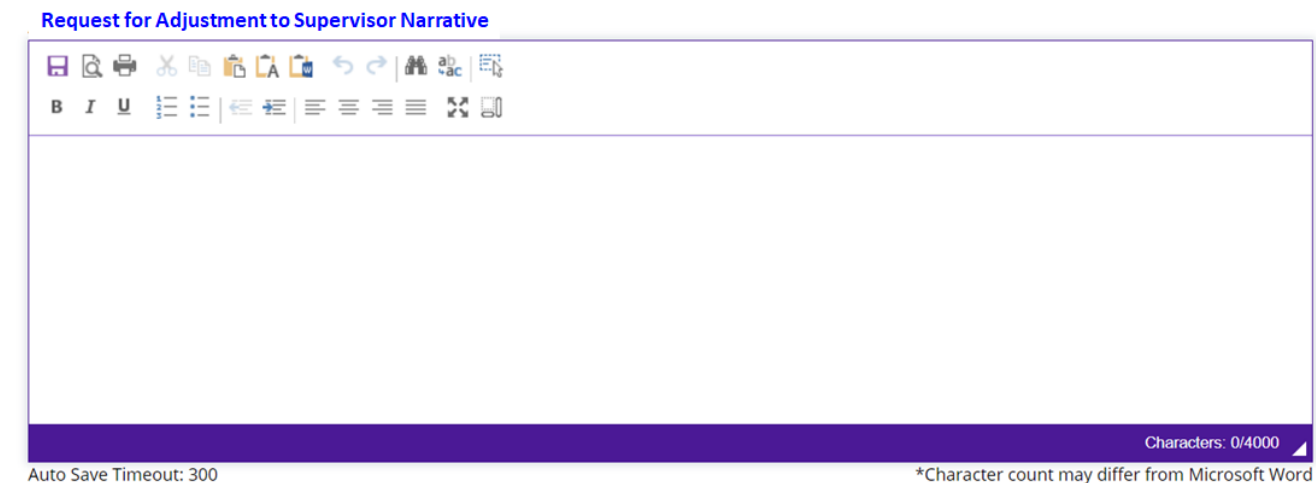 Request for Adjustment to Supervisor Narrative
B I U
Characters: 0/4000
Auto Save Timeout: 300
*Character count may differ from Microsoft Word